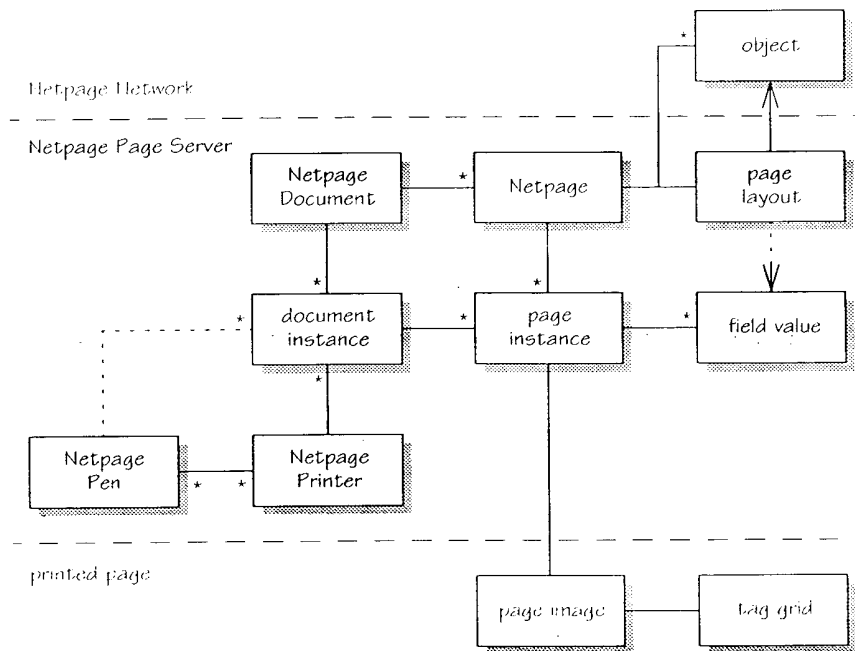 *
object
Netpage Network
Netpage Page Server
Netpage
Document
*
Netpage
page
layout
*
*
*
document
instance
*
page
instance
*
field value
*
Netpage
Pen
*
*
Netpage
Printer
printed page
page image
tag grid